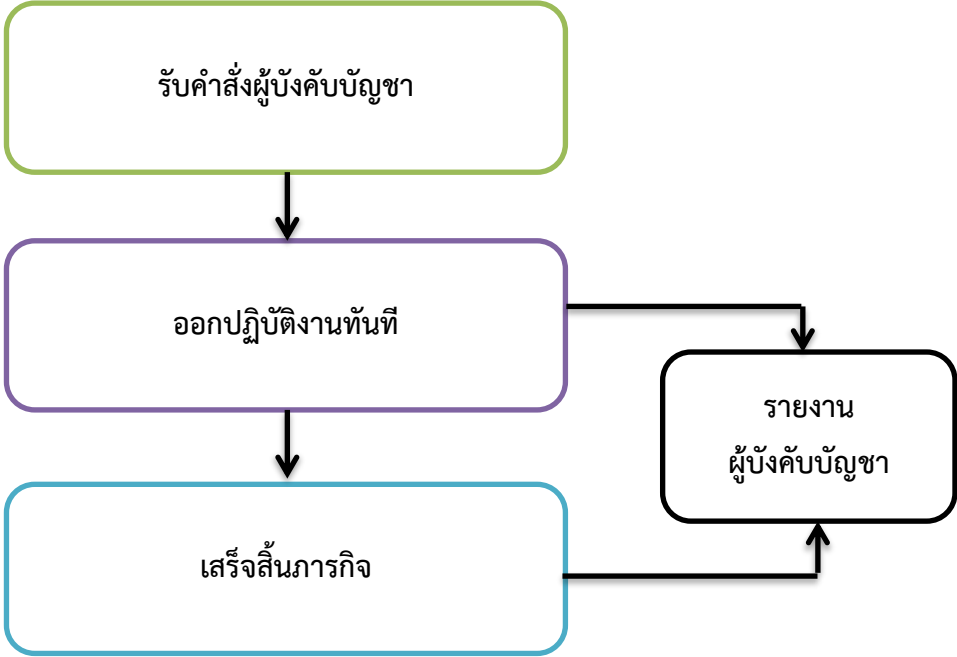 รับคำสั่งผู้บังคับบัญชา
ออกปฏิบัติงานทันที
รายงาน
ผู้บังคับบัญชา
เสร็จสิ้นภารกิจ